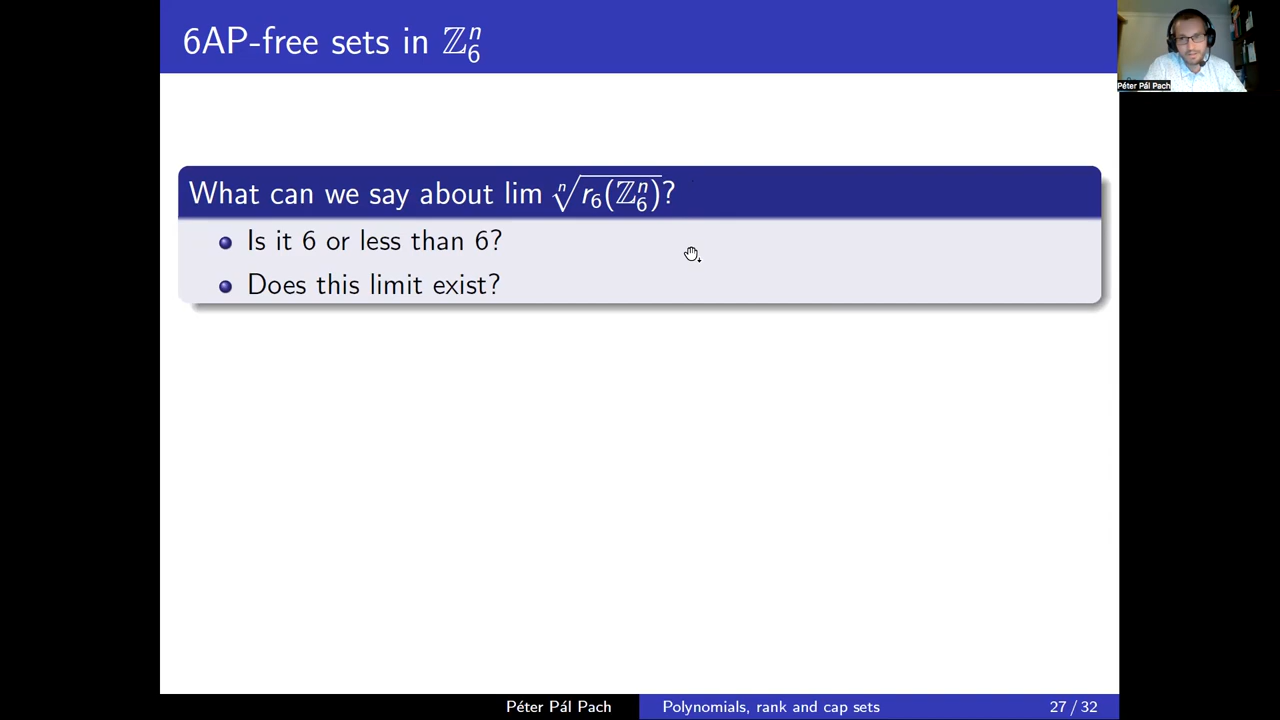 6AP-free sets in ℤ₆ⁿ
Péter Pál Pach
What can we say about lim ⁿ√r₆(ℤ₆ⁿ)?
Is it 6 or less than 6?
Does this limit exist?
Péter Pál Pach Polynomials, rank and cap sets 27 / 32